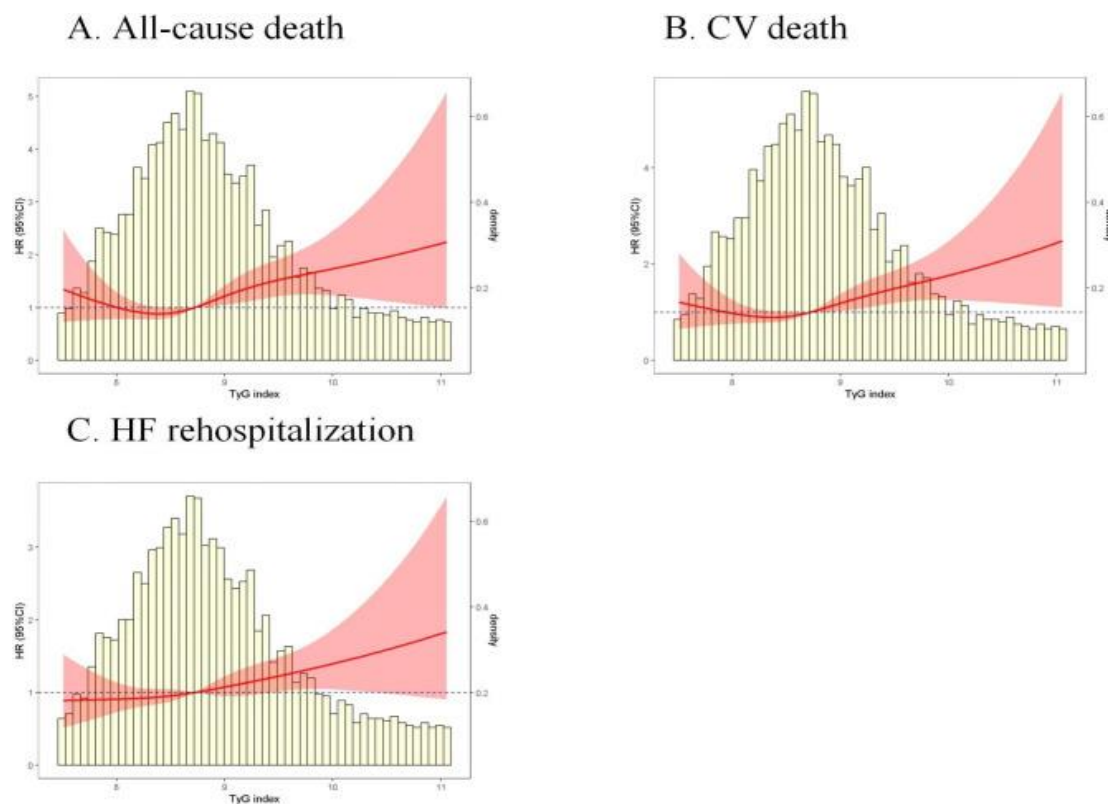 A. All-cause death
B. CV death
5
4
3
2
1
0
HR (95%CI)
0.6
0.4
0.2
density
8
9
10
11
TyG index
4
2
0
HR (95%CI)
0.6
0.4
0.2
density
8
9
10
11
TyG index
C. HF rehospitalization
3
2
1
0
HR (95%CI)
0.6
0.4
0.2
density
8
9
10
11
TyG index